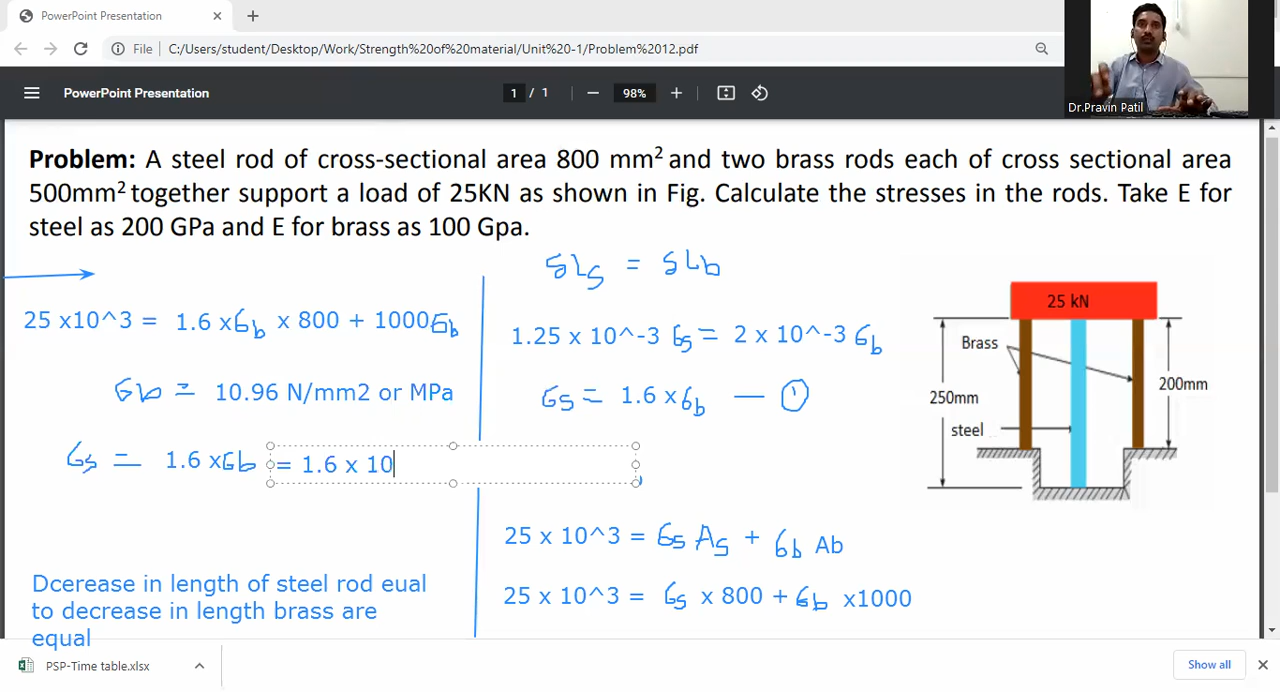 PowerPoint Presentation
File C:/Users/student/Desktop/Work/Strength%20of%20material/Unit%20-1/Problem%2012.pdf
PowerPoint Presentation
1 / 1
98%
Dr.Pravin Patil
Problem: A steel rod of cross-sectional area 800 mm² and two brass rods each of cross sectional area
500mm² together support a load of 25KN as shown in Fig. Calculate the stresses in the rods. Take E for
steel as 200 GPa and E for brass as 100 Gpa.
25 x10^3 = 1.6 xσb x 800 + 1000σb
σb = 10.96 N/mm2 or MPa
σs = 1.6 xσb = 1.6 x 10
Dcerease in length of steel rod eual
to decrease in length brass are
equal
δLs = δLb
1.25 x 10^-3 σs = 2 x 10^-3 σb
σs = 1.6 x σb — ①
25 x 10^3 = σs As + σb Ab
25 x 10^3 = σs x 800 + σb x1000
25 kN
Brass
200mm
250mm
steel
PSP-Time table.xlsx
Show all